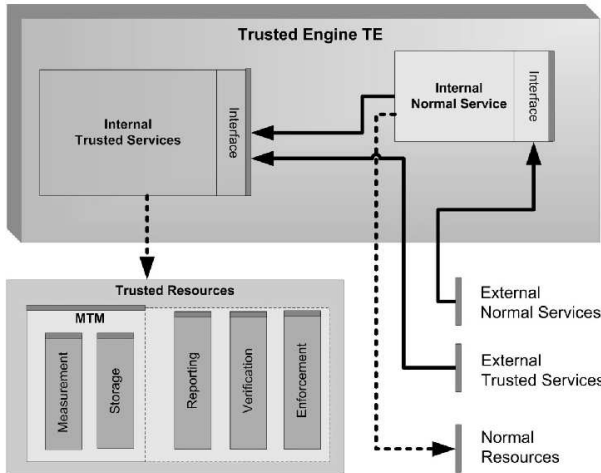 Trusted Engine TE
Internal
Trusted Services
Interface
Internal
Normal Service
Interface
Trusted Resources
MTM
Measurement
Storage
Reporting
Verification
Enforcement
External
Normal Services
External
Trusted Services
Normal
Resources